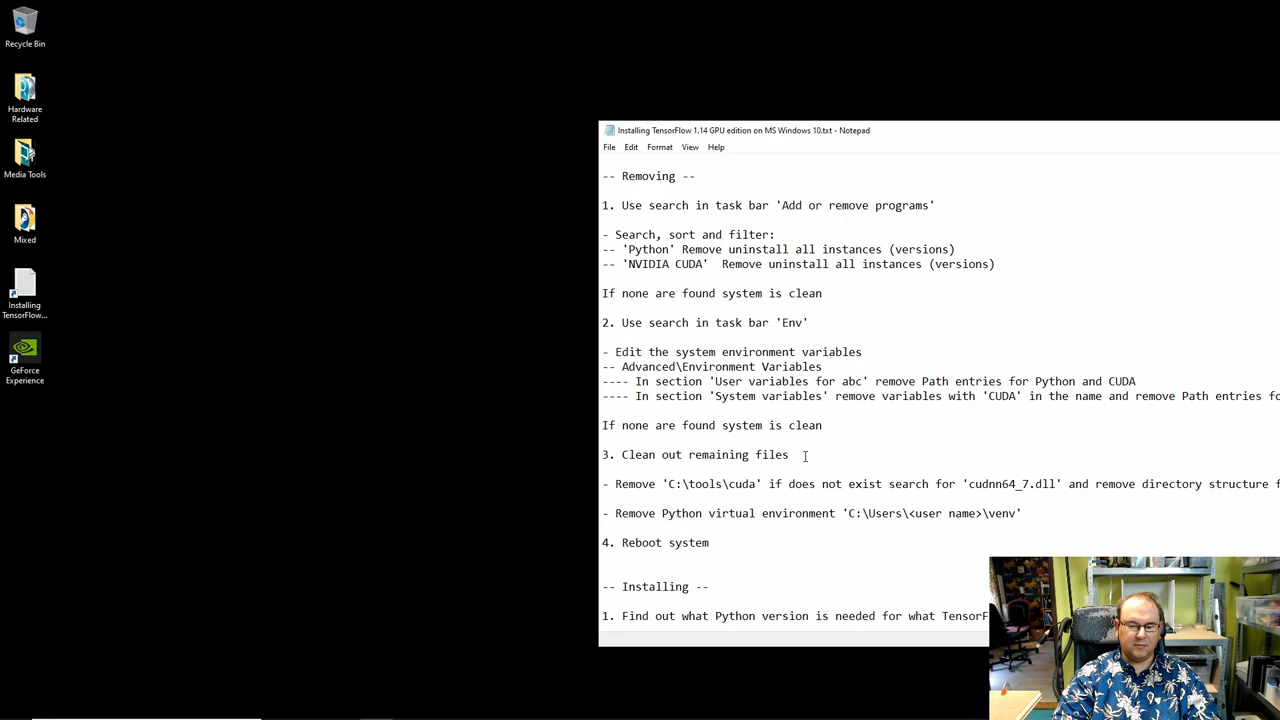 Recycle Bin
Hardware
Related
Media Tools
Mixed
Installing
TensorFlow...
GeForce
Experience
Installing TensorFlow 1.14 GPU edition on MS Windows 10.txt - Notepad
File Edit Format View Help
-- Removing --
1. Use search in task bar 'Add or remove programs'
- Search, sort and filter:
-- 'Python' Remove uninstall all instances (versions)
-- 'NVIDIA CUDA'  Remove uninstall all instances (versions)
If none are found system is clean
2. Use search in task bar 'Env'
- Edit the system environment variables
-- Advanced\Environment Variables
---- In section 'User variables for abc' remove Path entries for Python and CUDA
---- In section 'System variables' remove variables with 'CUDA' in the name and remove Path entries fo
If none are found system is clean
3. Clean out remaining files
- Remove 'C:\tools\cuda' if does not exist search for 'cudnn64_7.dll' and remove directory structure f
- Remove Python virtual environment 'C:\Users\<user name>\venv'
4. Reboot system
-- Installing --
1. Find out what Python version is needed for what TensorF